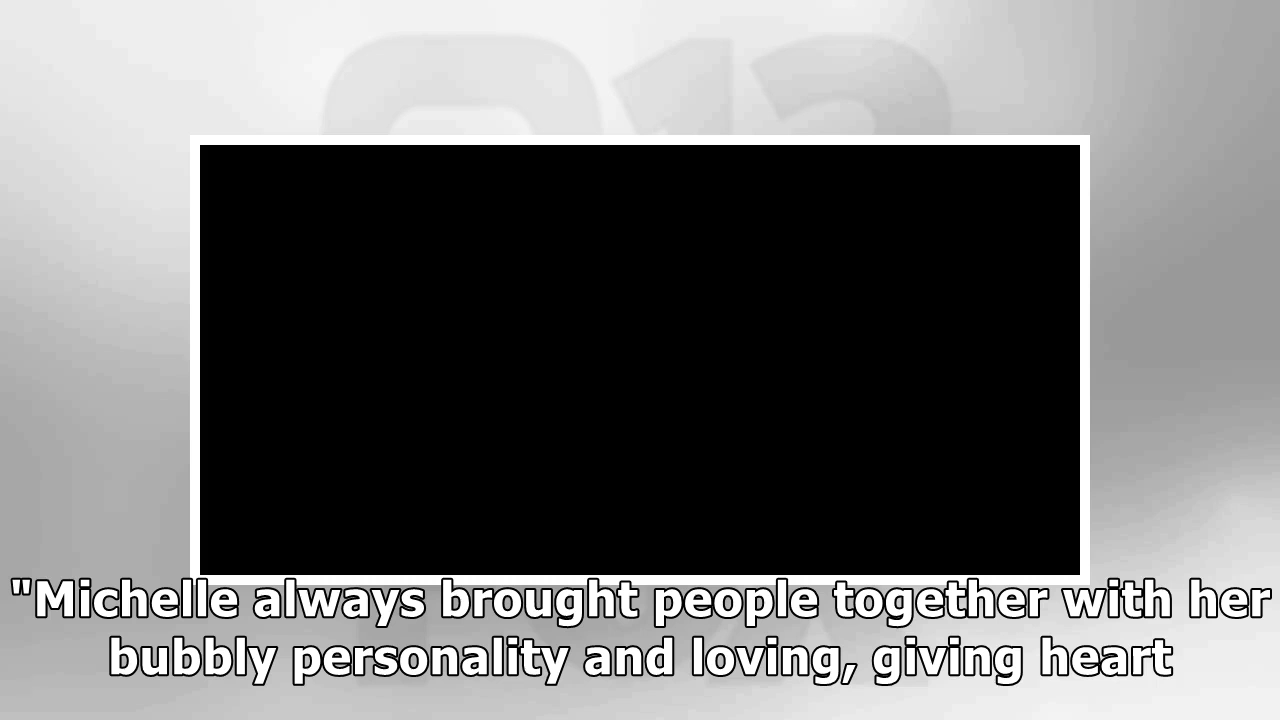 "Michelle always brought people together with her
bubbly personality and loving, giving heart